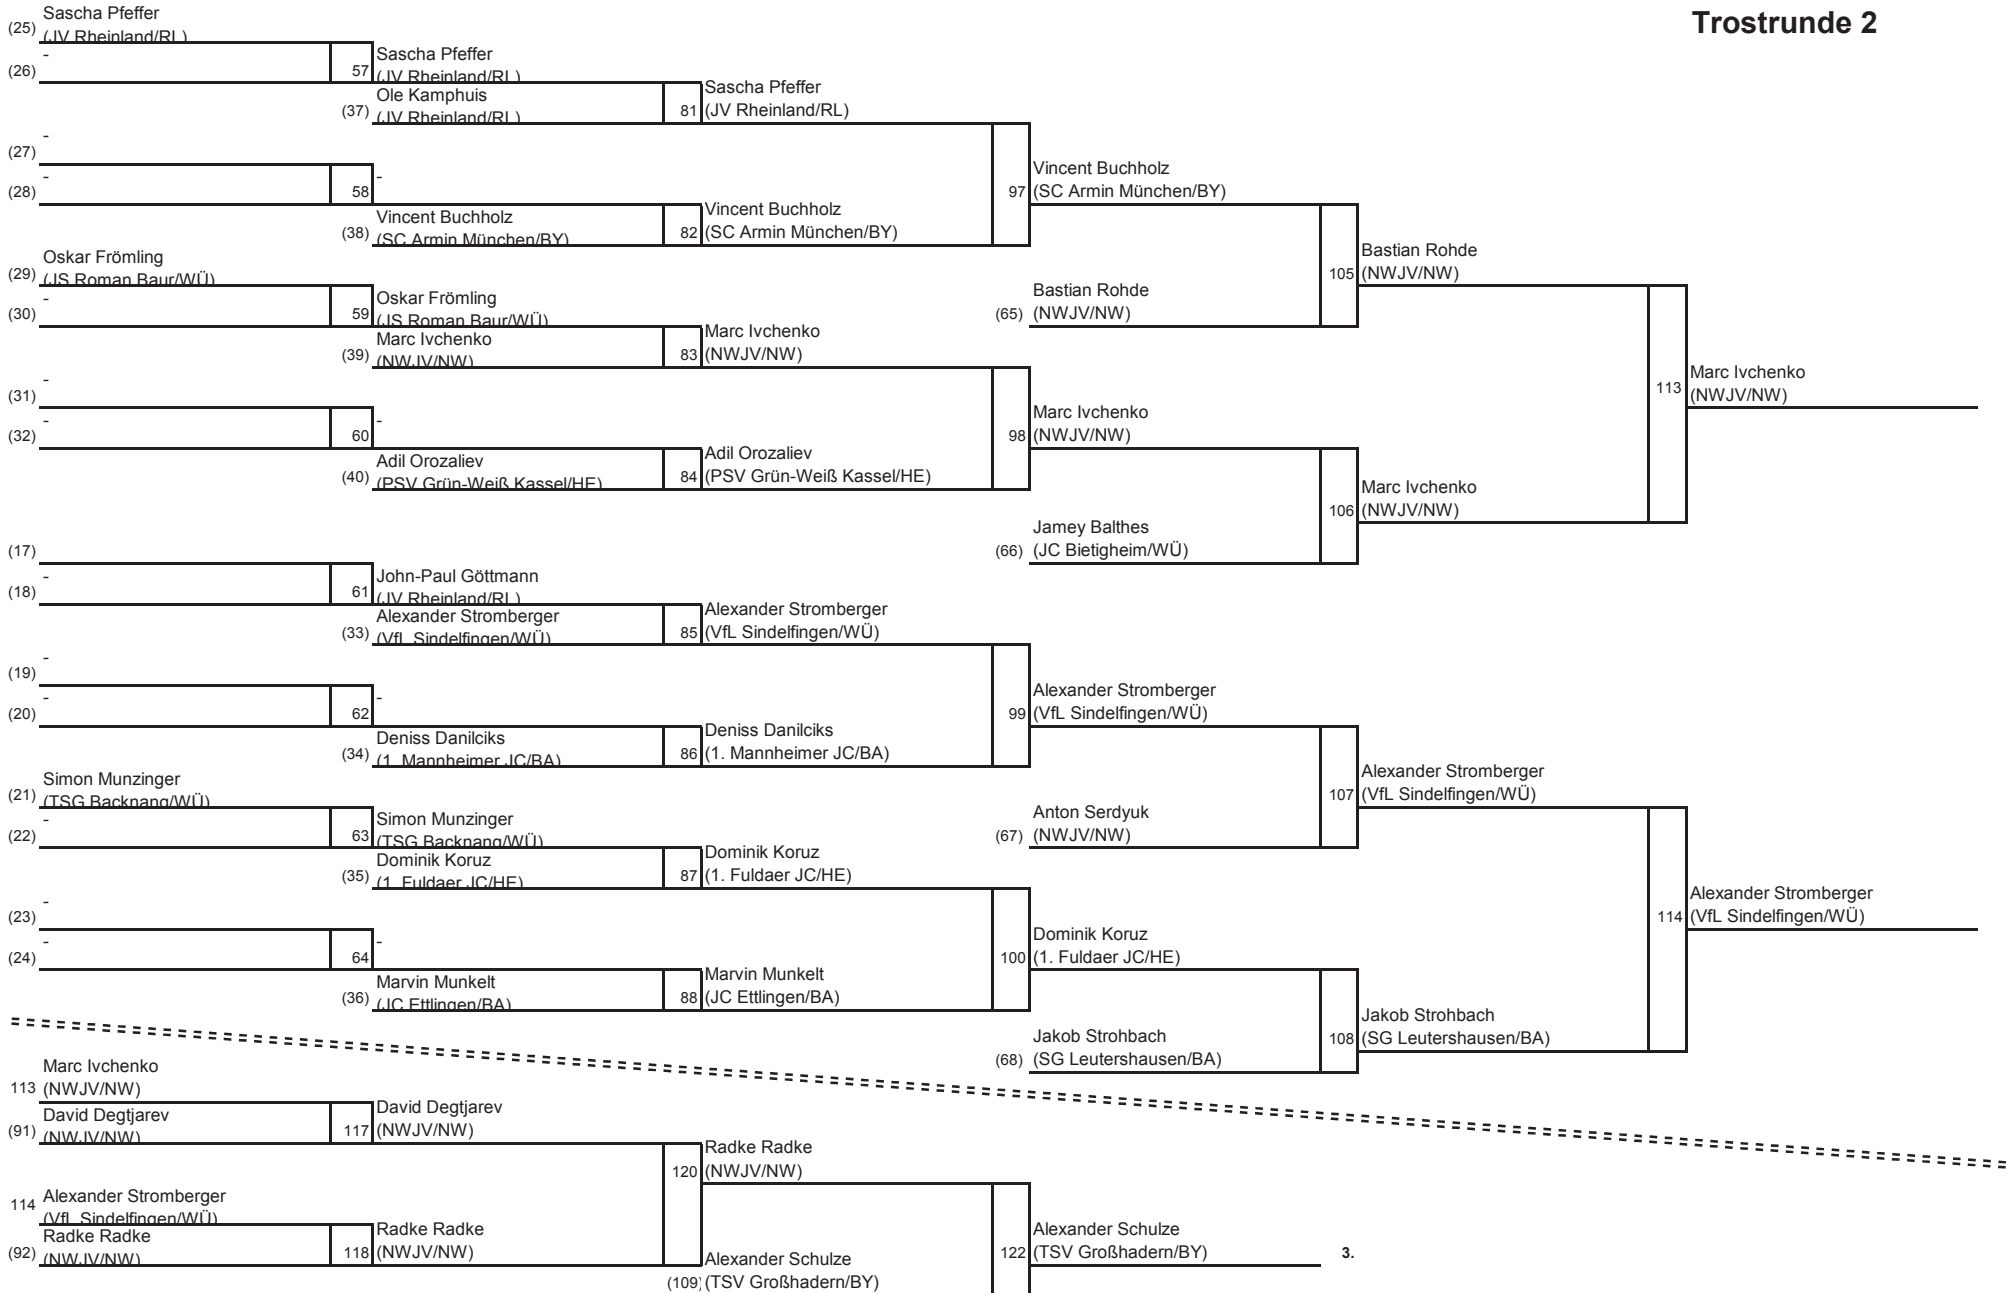 Trostrunde 2
Sascha Pfeffer
(25) (JV Rheinland/RL)
-
(26)
57 Sascha Pfeffer
(JV Rheinland/RL)
Ole Kamphuis
(37) (JV Rheinland/RL)
81 Sascha Pfeffer
(JV Rheinland/RL)
-
(27)
-
(28)
58 -
Vincent Buchholz
(38) (SC Armin München/BY)
82 Vincent Buchholz
(SC Armin München/BY)
97 Vincent Buchholz
(SC Armin München/BY)
Oskar Frömling
(29) (JS Roman Baur/WÜ)
-
(30)
59 Oskar Frömling
(JS Roman Baur/WÜ)
Marc Ivchenko
(39) (NWJV/NW)
83 Marc Ivchenko
(NWJV/NW)
Bastian Rohde
(65) (NWJV/NW)
105 Bastian Rohde
(NWJV/NW)
-
(31)
-
(32)
60 -
Adil Orozaliev
(40) (PSV Grün-Weiß Kassel/HE)
84 Adil Orozaliev
(PSV Grün-Weiß Kassel/HE)
98 Marc Ivchenko
(NWJV/NW)
Jamey Balthes
(66) (JC Bietigheim/WÜ)
106 Marc Ivchenko
(NWJV/NW)
113 Marc Ivchenko
(NWJV/NW)
(17)
-
(18)
61 John-Paul Göttmann
(JV Rheinland/RL)
Alexander Stromberger
(33) (VfL Sindelfingen/WÜ)
85 Alexander Stromberger
(VfL Sindelfingen/WÜ)
-
(19)
-
(20)
62 -
Deniss Danilciks
(34) (1. Mannheimer JC/BA)
86 Deniss Danilciks
(1. Mannheimer JC/BA)
99 Alexander Stromberger
(VfL Sindelfingen/WÜ)
Simon Munzinger
(21) (TSG Backnang/WÜ)
-
(22)
63 Simon Munzinger
(TSG Backnang/WÜ)
Dominik Koruz
(35) (1. Fuldaer JC/HE)
87 Dominik Koruz
(1. Fuldaer JC/HE)
Anton Serdyuk
(67) (NWJV/NW)
107 Alexander Stromberger
(VfL Sindelfingen/WÜ)
-
(23)
-
(24)
64 -
Marvin Munkelt
(36) (JC Ettlingen/BA)
88 Marvin Munkelt
(JC Ettlingen/BA)
100 Dominik Koruz
(1. Fuldaer JC/HE)
Jakob Strohbach
(68) (SG Leutershausen/BA)
108 Jakob Strohbach
(SG Leutershausen/BA)
114 Alexander Stromberger
(VfL Sindelfingen/WÜ)
Marc Ivchenko
113 (NWJV/NW)
David Degtjarev
(91) (NWJV/NW)
117 David Degtjarev
(NWJV/NW)
114 Alexander Stromberger
(VfL Sindelfingen/WÜ)
Radke Radke
(92) (NWJV/NW)
118 Radke Radke
(NWJV/NW)
120 Radke Radke
(NWJV/NW)
Alexander Schulze
(109) (TSV Großhadern/BY)
122 Alexander Schulze
(TSV Großhadern/BY)
3.